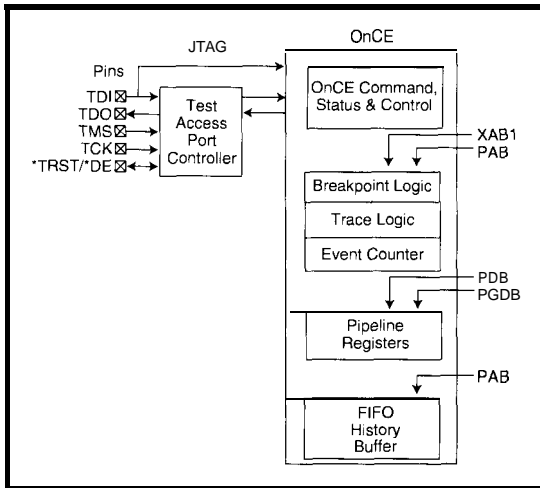 JTAG
OnCE
Pins
TDI
TDO
TMS
TCK
*TRST/*DE
Test
Access
Port
Controller
OnCE Command,
Status & Control
XAB1
PAB
Breakpoint Logic
Trace Logic
Event Counter
PDB
PGDB
Pipeline
Registers
PAB
FIFO
History
Buffer